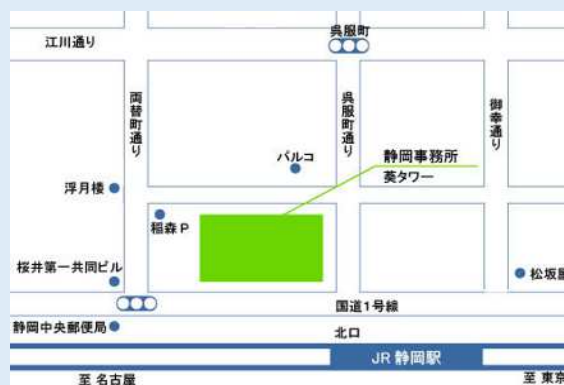 呉服町
江川通り
両替町通り
呉服町通り
御幸通り
パルコ
静岡事務所
葵タワー
浮月楼
稲森 P
桜井第一共同ビル
松坂屋
国道1号線
静岡中央郵便局
北口
JR 静岡駅
至 名古屋
至 東京